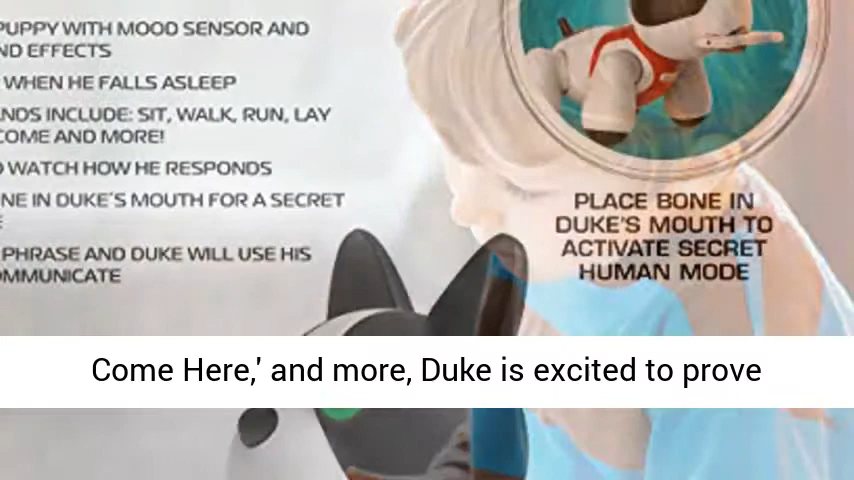 PUPPY WITH MOOD SENSOR AND
ND EFFECTS
WHEN HE FALLS ASLEEP
NDS INCLUDE: SIT, WALK, RUN, LAY
COME AND MORE!
WATCH HOW HE RESPONDS
NE IN DUKE'S MOUTH FOR A SECRET
PHRASE AND DUKE WILL USE HIS
OMMUNICATE
PLACE BONE IN
DUKE'S MOUTH TO
ACTIVATE SECRET
HUMAN MODE
Come Here,' and more, Duke is excited to prove